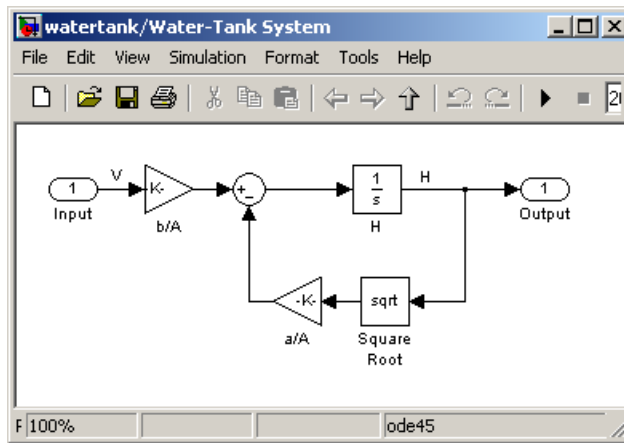 watertank/Water-Tank System
File Edit View Simulation Format Tools Help
V
H
1
K-
+
-
1
s
1
Input
b/A
H
Output
-K-
sqrt
a/A
Square
Root
F 100%
ode45